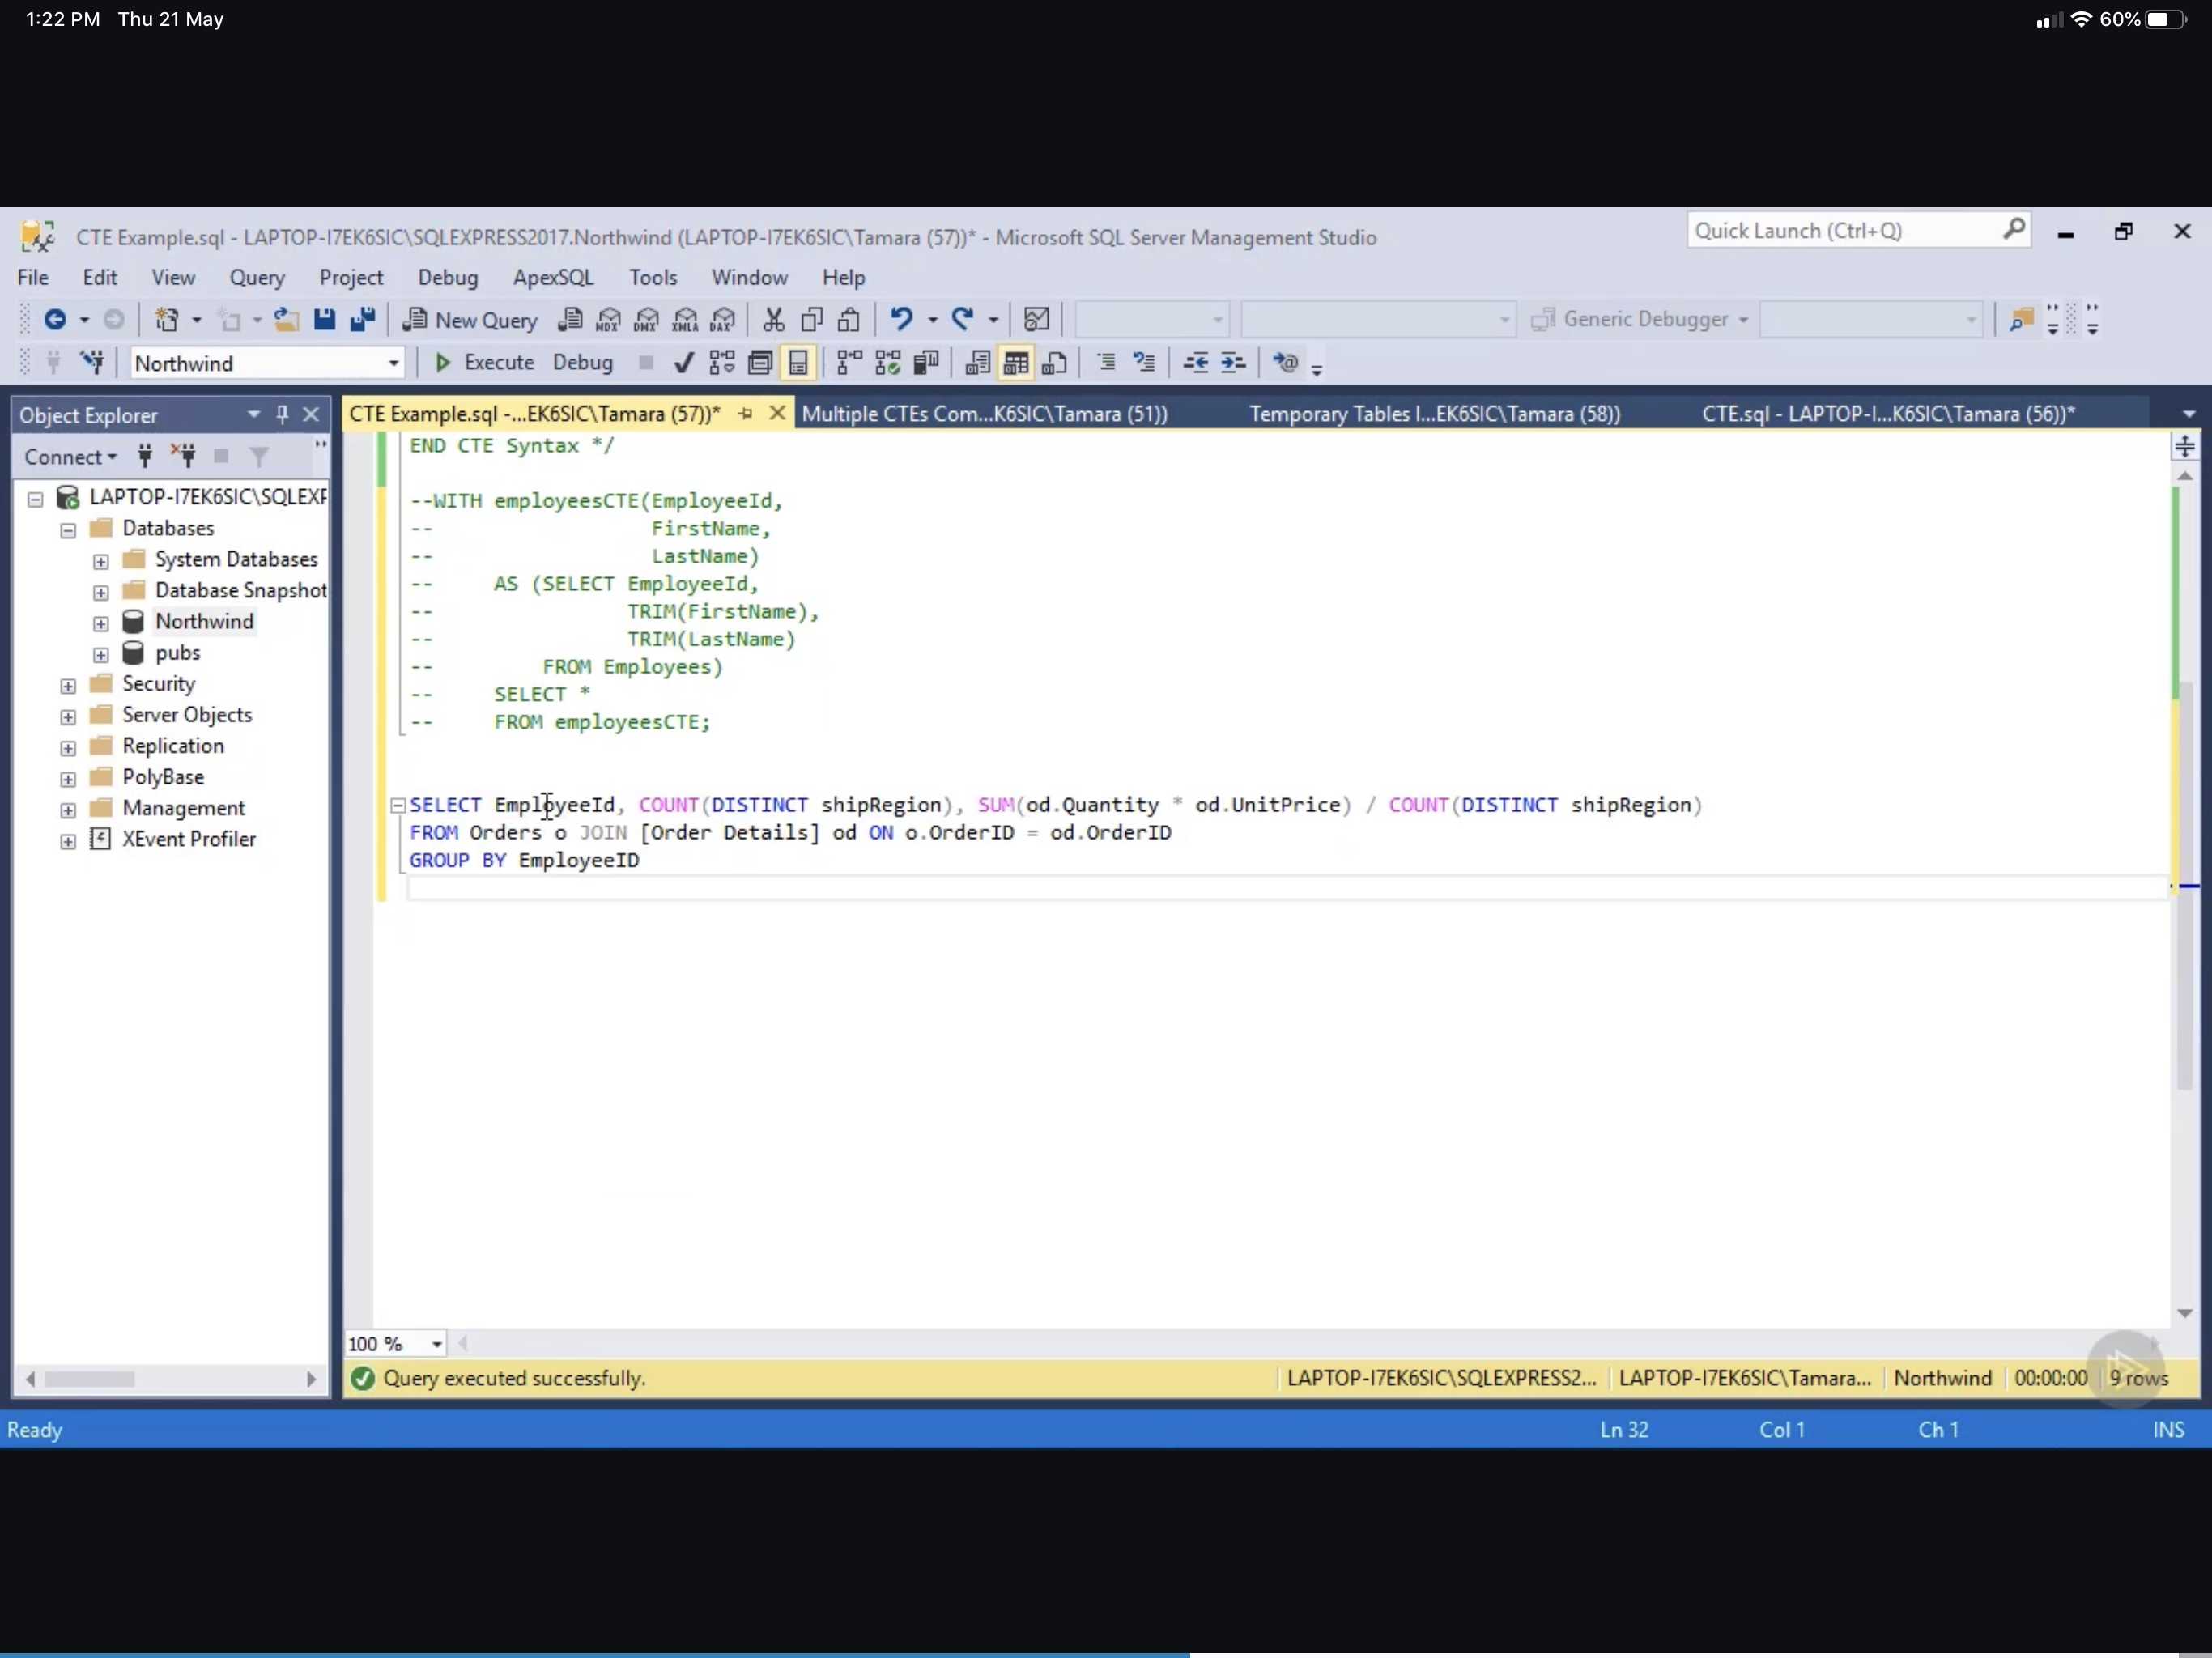 1:22 PM Thu 21 May
60%
CTE Example.sql - LAPTOP-I7EK6SIC\SQLEXPRESS2017.Northwind (LAPTOP-I7EK6SIC\Tamara (57))* - Microsoft SQL Server Management Studio
Quick Launch (Ctrl+Q)
File Edit View Query Project Debug ApexSQL Tools Window Help
New Query
MDX DMX XMLA DAX
Generic Debugger
Northwind
Execute Debug
Object Explorer
CTE Example.sql -...EK6SIC\Tamara (57))*
Multiple CTEs Com...K6SIC\Tamara (51))
Temporary Tables I...EK6SIC\Tamara (58))
CTE.sql - LAPTOP-I...K6SIC\Tamara (56))*
Connect
LAPTOP-I7EK6SIC\SQLEXP
Databases
System Databases
Database Snapshot
Northwind
pubs
Security
Server Objects
Replication
PolyBase
Management
XEvent Profiler
END CTE Syntax */
--WITH employeesCTE(EmployeeId,
-- FirstName,
-- LastName)
-- AS (SELECT EmployeeId,
-- TRIM(FirstName),
-- TRIM(LastName)
-- FROM Employees)
-- SELECT *
-- FROM employeesCTE;
SELECT EmployeeId, COUNT(DISTINCT shipRegion), SUM(od.Quantity * od.UnitPrice) / COUNT(DISTINCT shipRegion)
FROM Orders o JOIN [Order Details] od ON o.OrderID = od.OrderID
GROUP BY EmployeeID
100 %
Query executed successfully.
LAPTOP-I7EK6SIC\SQLEXPRESS2... LAPTOP-I7EK6SIC\Tamara... Northwind 00:00:00 9 rows
Ready Ln 32 Col 1 Ch 1 INS